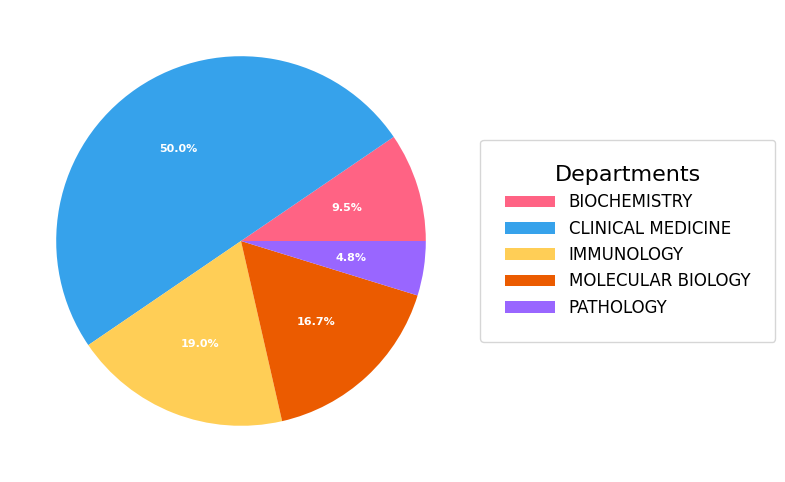 50.0%
9.5%
4.8%
16.7%
19.0%
Departments
BIOCHEMISTRY
CLINICAL MEDICINE
IMMUNOLOGY
MOLECULAR BIOLOGY
PATHOLOGY